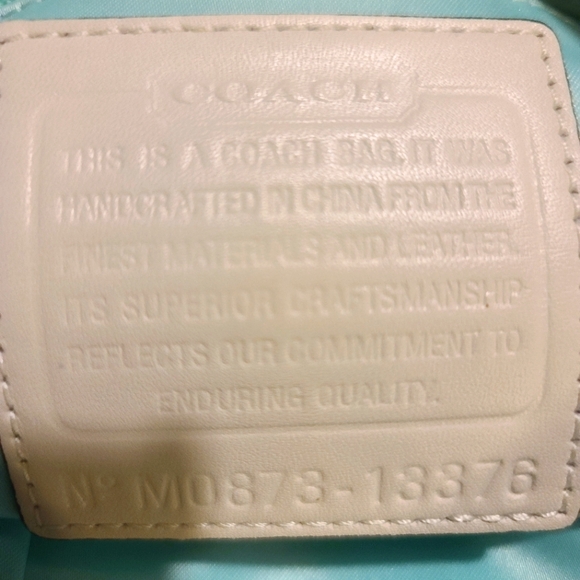 COACH
THIS IS A COACH BAG. IT WAS
HANDCRAFTED IN CHINA FROM THE
FINEST MATERIALS AND LEATHER.
ITS SUPERIOR CRAFTSMANSHIP
REFLECTS OUR COMMITMENT TO
ENDURING QUALITY.
Nº M0873-13376